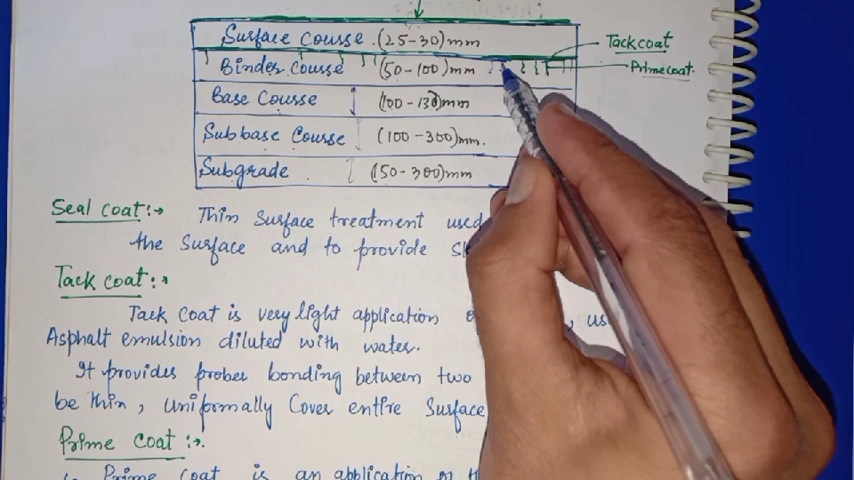 Surface Course . (25-30) mm
Tack coat
Binder Course (50-100) mm
Prime coat.
Base Course (100-130) mm
Subbase Course (100-300) mm.
Subgrade (150-300) mm
Seal coat :→ Thin Surface treatment used
the Surface and to provide
Tack coat :→
Tack coat is very light application
Asphalt emulsion diluted with water.
It provides prober bonding between two
be thin, uniformally Cover entire Surface
Prime coat :→
Prime coat is an application